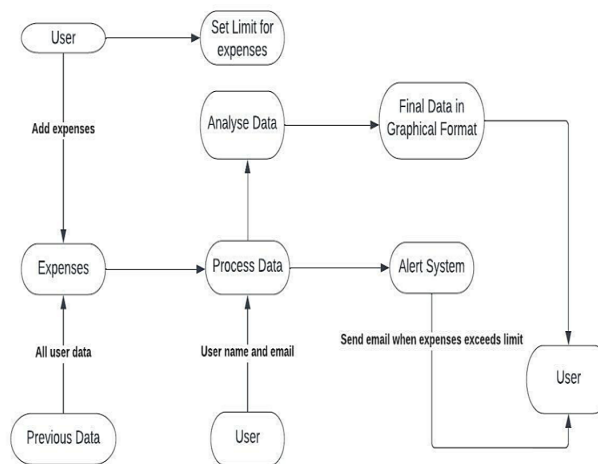 User
Set Limit for
expenses
Add expenses
Analyse Data
Final Data in
Graphical Format
Expenses
Process Data
Alert System
All user data
User name and email
Send email when expenses exceeds limit
User
Previous Data
User